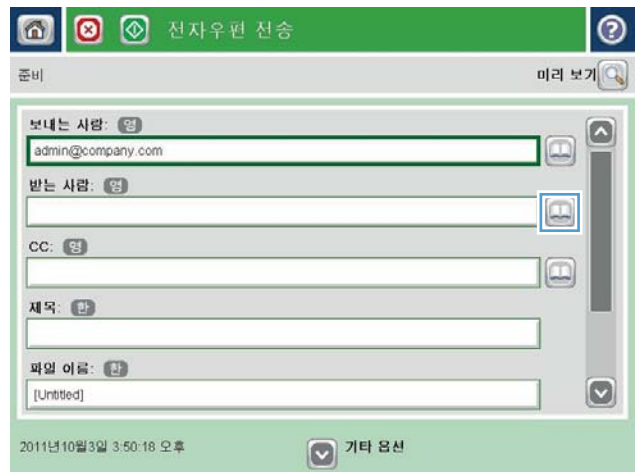 전자우편 전송
준비 미리 보기
보내는 사람: 영
admin@company.com
받는 사람: 영
CC: 영
제목: 한
파일 이름: 한
[Untitled]
2011년10월3일 3:50:18 오후 기타 옵션